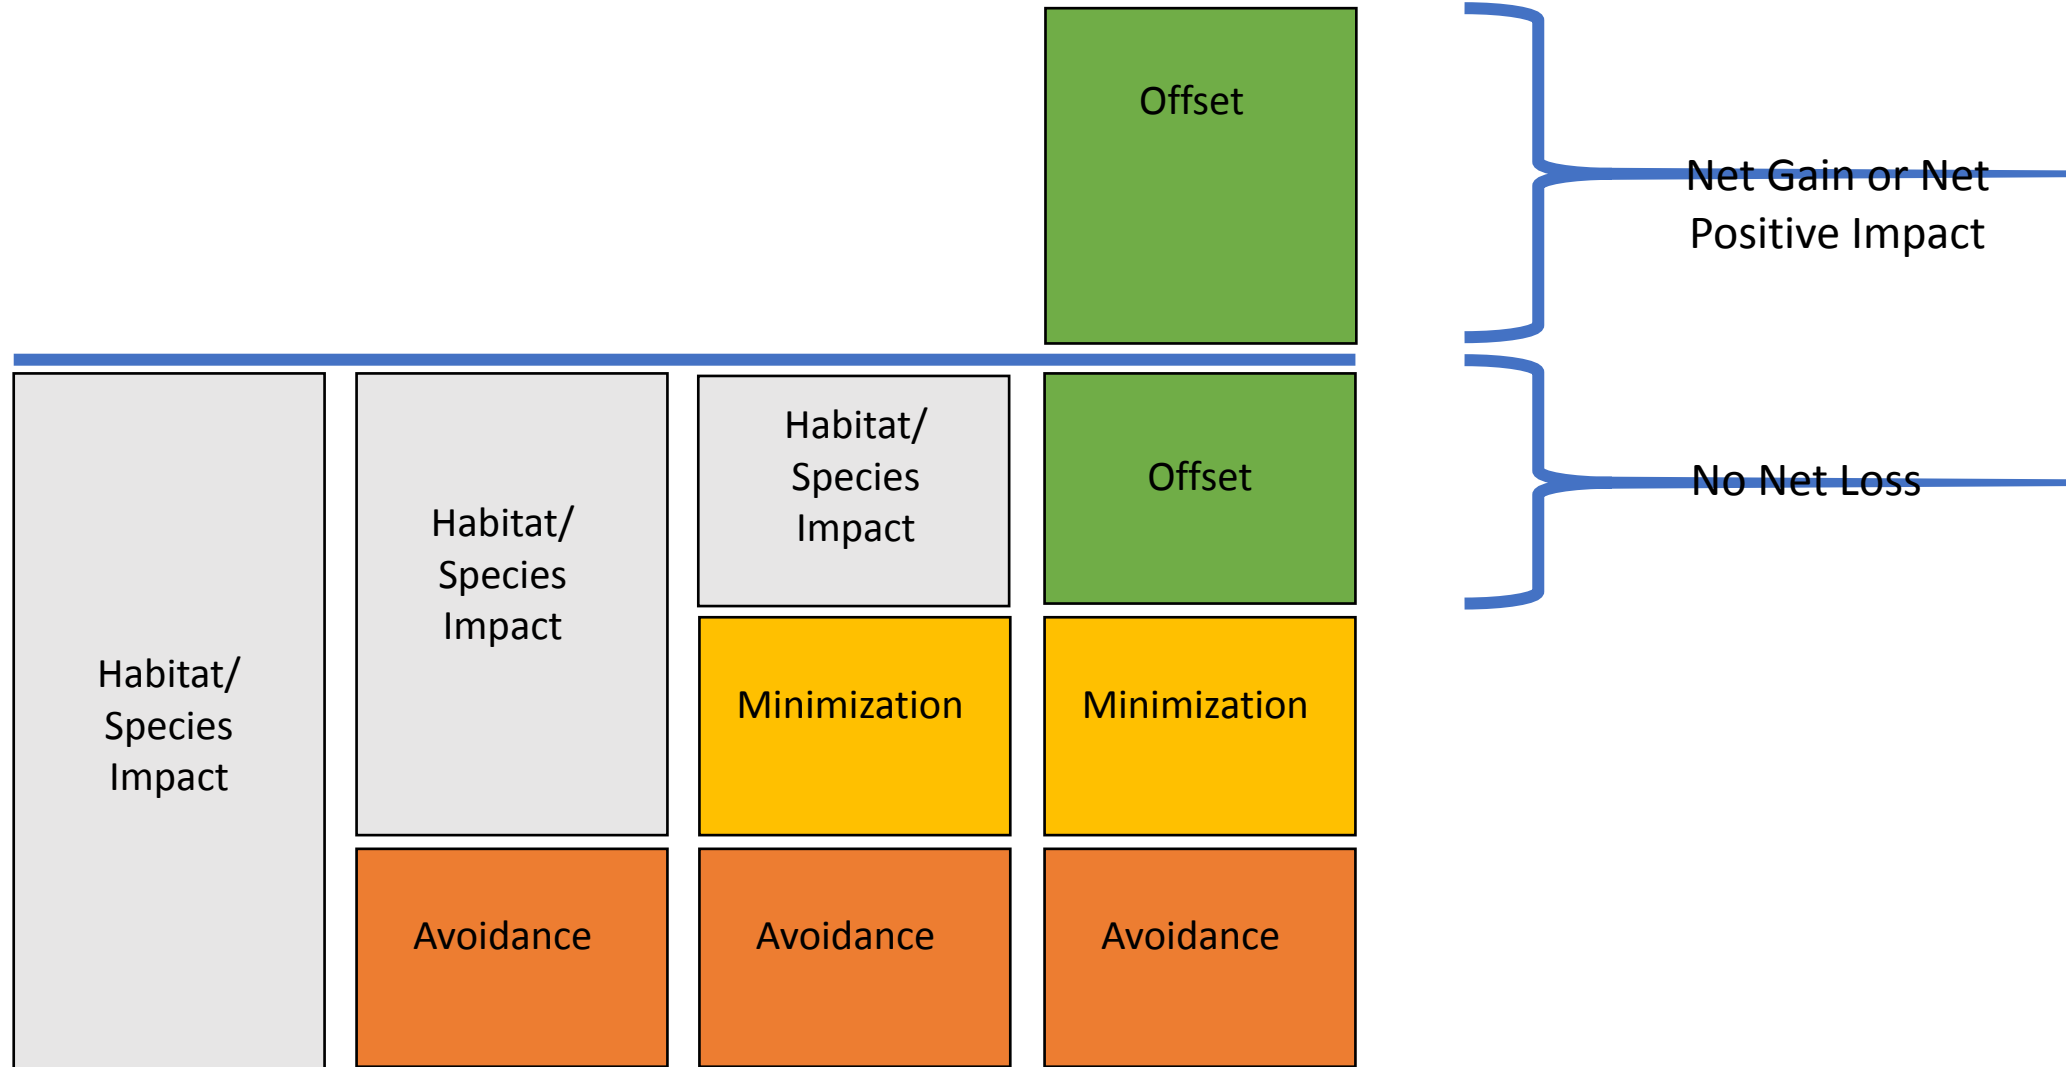 Offset
Net Gain or Net
Positive Impact
Habitat/
Species
Impact
Habitat/
Species
Impact
Habitat/
Species
Impact
Offset
No Net Loss
Minimization
Minimization
Avoidance
Avoidance
Avoidance